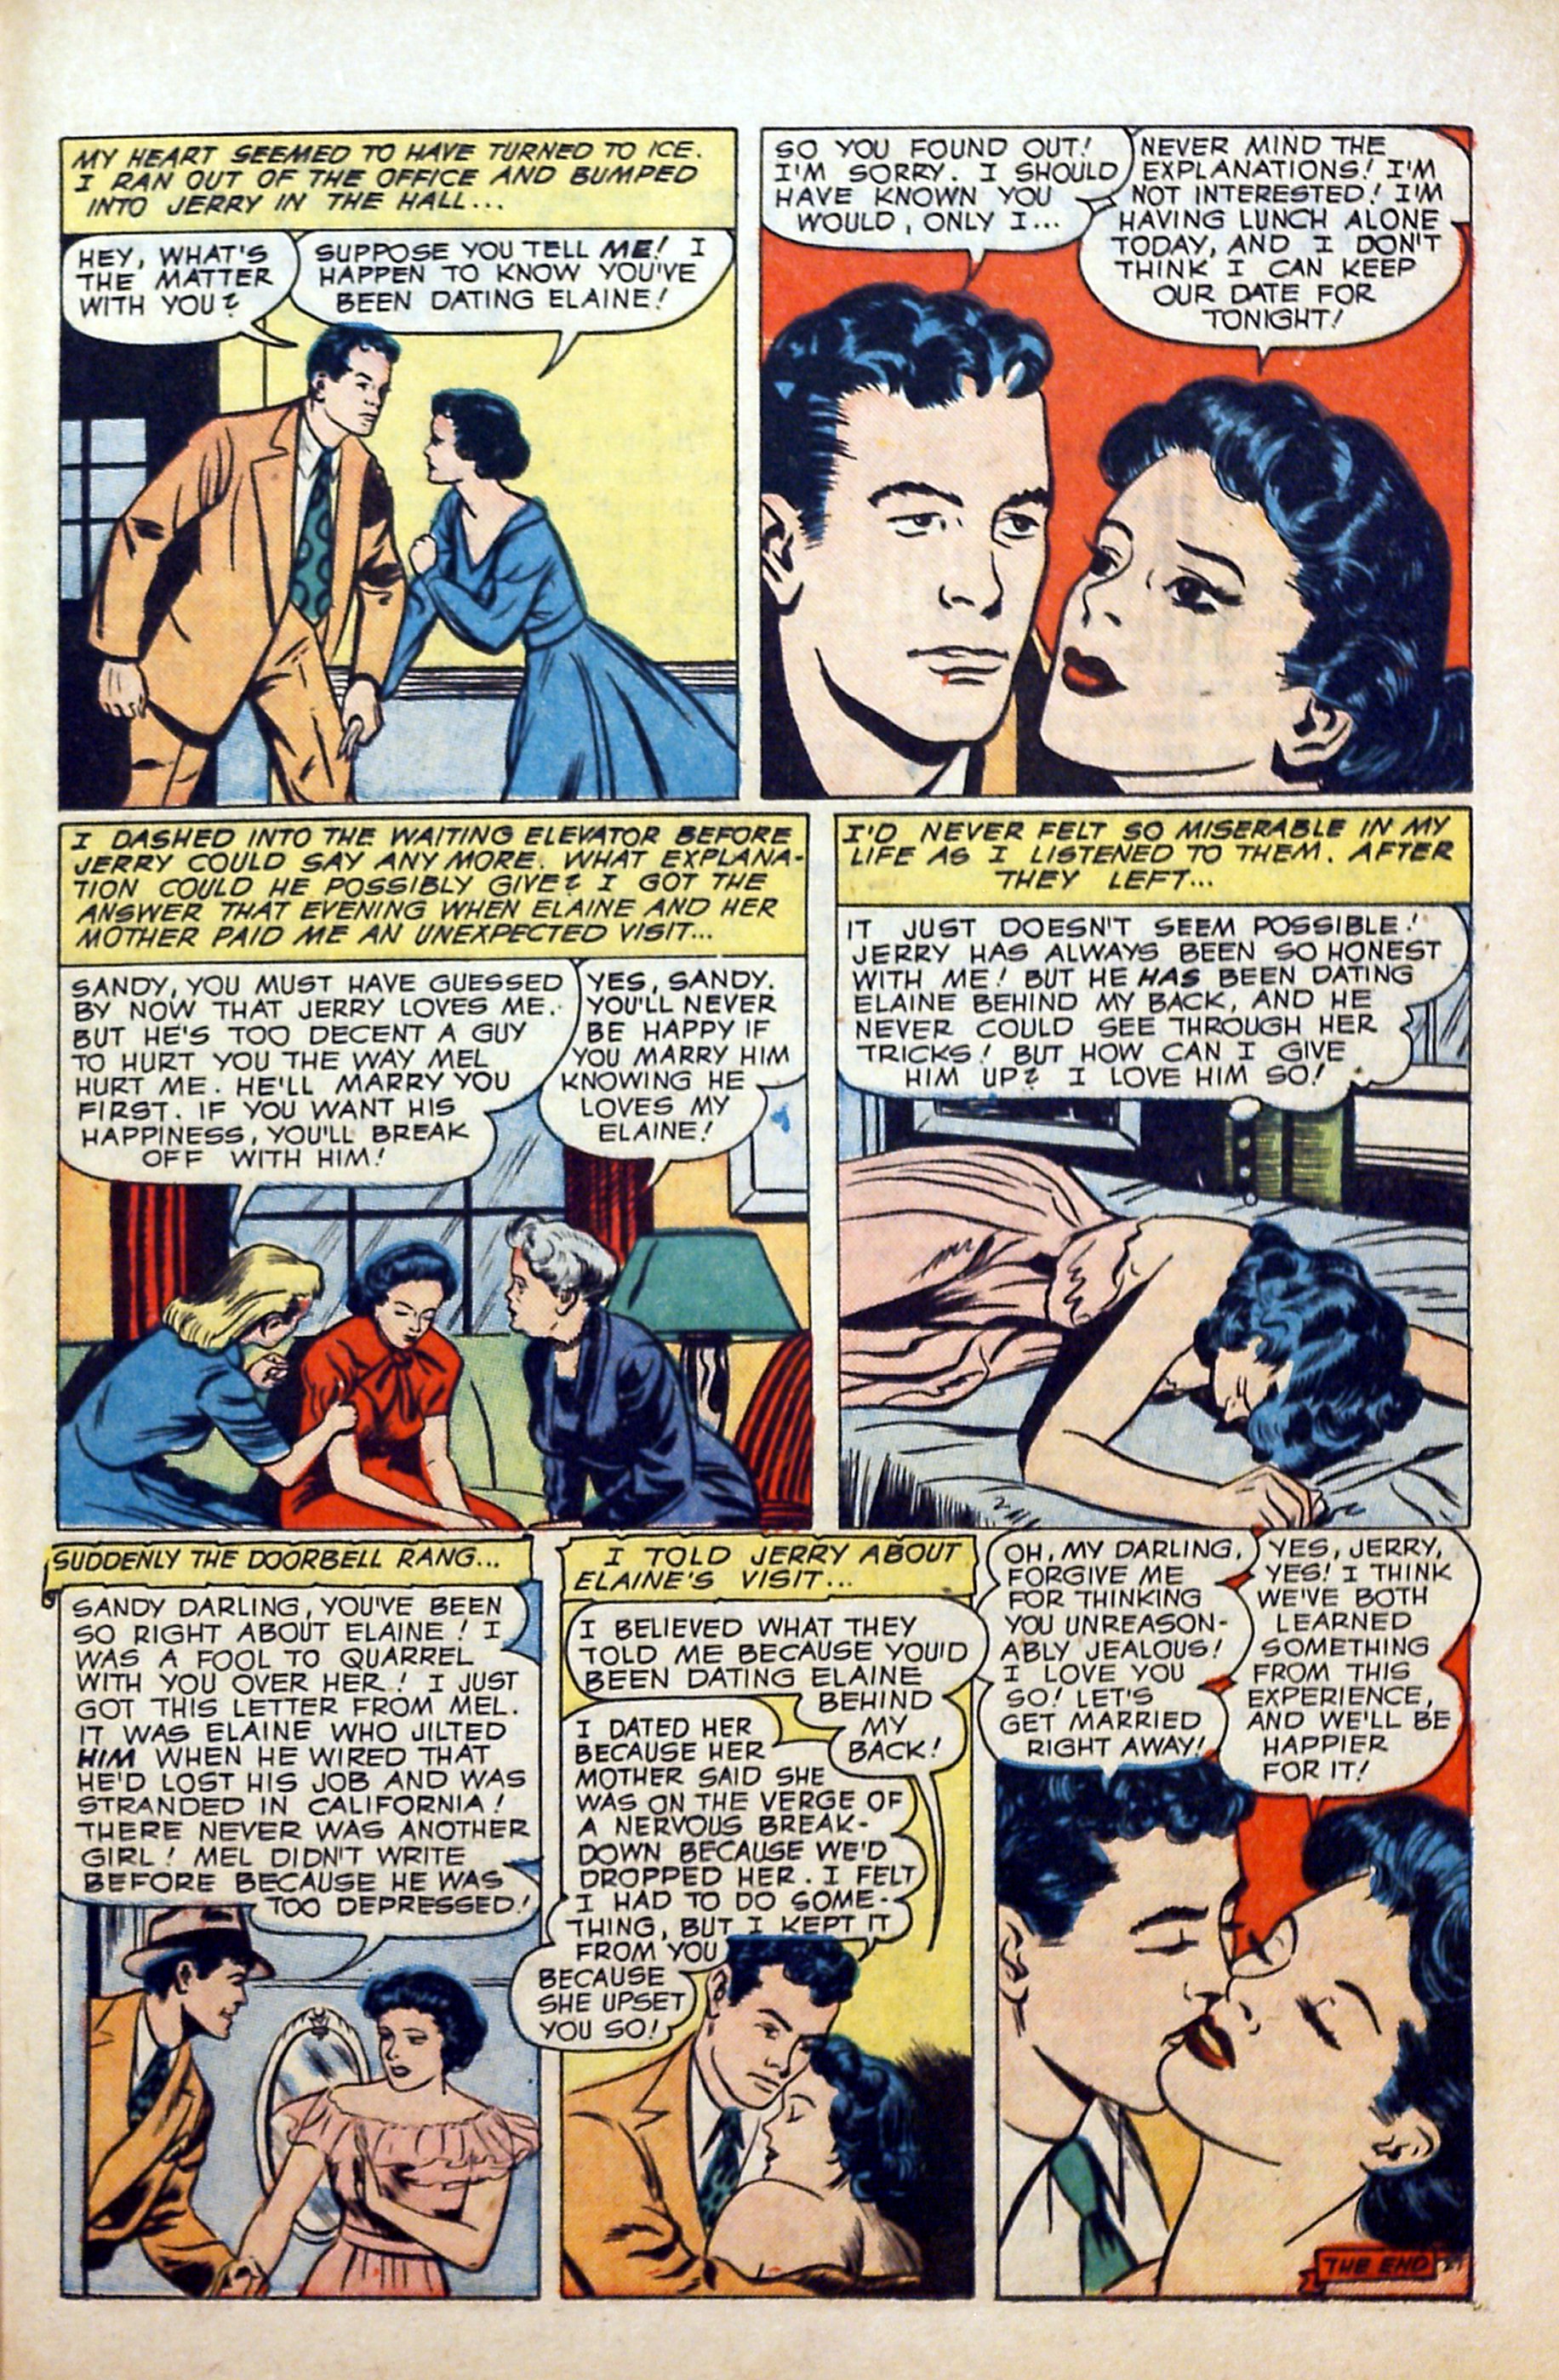 MY HEART SEEMED TO HAVE TURNED TO ICE.
I RAN OUT OF THE OFFICE AND BUMPED
INTO JERRY IN THE HALL...
HEY, WHAT'S
THE MATTER
WITH YOU?
SUPPOSE YOU TELL ME! I
HAPPEN TO KNOW YOU'VE
BEEN DATING ELAINE!
SO YOU FOUND OUT!
I'M SORRY. I SHOULD
HAVE KNOWN YOU
WOULD, ONLY I...
NEVER MIND THE
EXPLANATIONS! I'M
NOT INTERESTED! I'M
HAVING LUNCH ALONE
TODAY, AND I DON'T
THINK I CAN KEEP
OUR DATE FOR
TONIGHT!
I DASHED INTO THE WAITING ELEVATOR BEFORE
JERRY COULD SAY ANY MORE. WHAT EXPLANA-
TION COULD HE POSSIBLY GIVE? I GOT THE
ANSWER THAT EVENING WHEN ELAINE AND HER
MOTHER PAID ME AN UNEXPECTED VISIT...
SANDY, YOU MUST HAVE GUESSED
BY NOW THAT JERRY LOVES ME.
BUT HE'S TOO DECENT A GUY
TO HURT YOU THE WAY MEL
HURT ME. HE'LL MARRY YOU
FIRST. IF YOU WANT HIS
HAPPINESS, YOU'LL BREAK
OFF WITH HIM!
YES, SANDY.
YOU'LL NEVER
BE HAPPY IF
YOU MARRY HIM
KNOWING HE
LOVES MY
ELAINE!
I'D NEVER FELT SO MISERABLE IN MY
LIFE AS I LISTENED TO THEM. AFTER
THEY LEFT...
IT JUST DOESN'T SEEM POSSIBLE!
JERRY HAS ALWAYS BEEN SO HONEST
WITH ME! BUT HE HAS BEEN DATING
ELAINE BEHIND MY BACK, AND HE
NEVER COULD SEE THROUGH HER
TRICKS! BUT HOW CAN I GIVE
HIM UP? I LOVE HIM SO!
SUDDENLY THE DOORBELL RANG...
SANDY DARLING, YOU'VE BEEN
SO RIGHT ABOUT ELAINE! I
WAS A FOOL TO QUARREL
WITH YOU OVER HER! I JUST
GOT THIS LETTER FROM MEL.
IT WAS ELAINE WHO JILTED
HIM WHEN HE WIRED THAT
HE'D LOST HIS JOB AND WAS
STRANDED IN CALIFORNIA!
THERE NEVER WAS ANOTHER
GIRL! MEL DIDN'T WRITE
BEFORE BECAUSE HE WAS
TOO DEPRESSED!
I TOLD JERRY ABOUT
ELAINE'S VISIT...
I BELIEVED WHAT THEY
TOLD ME BECAUSE YOU'D
BEEN DATING ELAINE
BEHIND
MY
BACK!
I DATED HER
BECAUSE HER
MOTHER SAID SHE
WAS ON THE VERGE OF
A NERVOUS BREAK-
DOWN BECAUSE WE'D
DROPPED HER. I FELT
I HAD TO DO SOME-
THING, BUT I KEPT IT
FROM YOU
BECAUSE
SHE UPSET
YOU SO!
OH, MY DARLING,
FORGIVE ME
FOR THINKING
YOU UNREASON-
ABLY JEALOUS!
I LOVE YOU
SO! LET'S
GET MARRIED
RIGHT AWAY!
YES, JERRY,
YES! I THINK
WE'VE BOTH
LEARNED
SOMETHING
FROM THIS
EXPERIENCE,
AND WE'LL BE
HAPPIER
FOR IT!
THE END